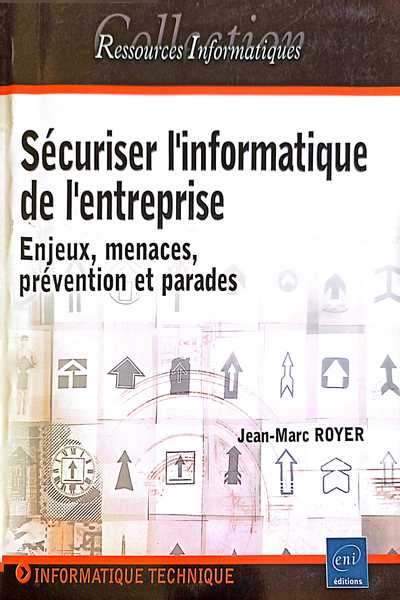 Collection
Ressources Informatiques
Sécuriser l'informatique
de l'entreprise
Enjeux, menaces,
prévention et parades
Jean-Marc ROYER
eni
éditions
INFORMATIQUE TECHNIQUE